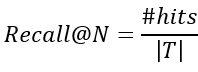 Recall@N = #hits / |T|